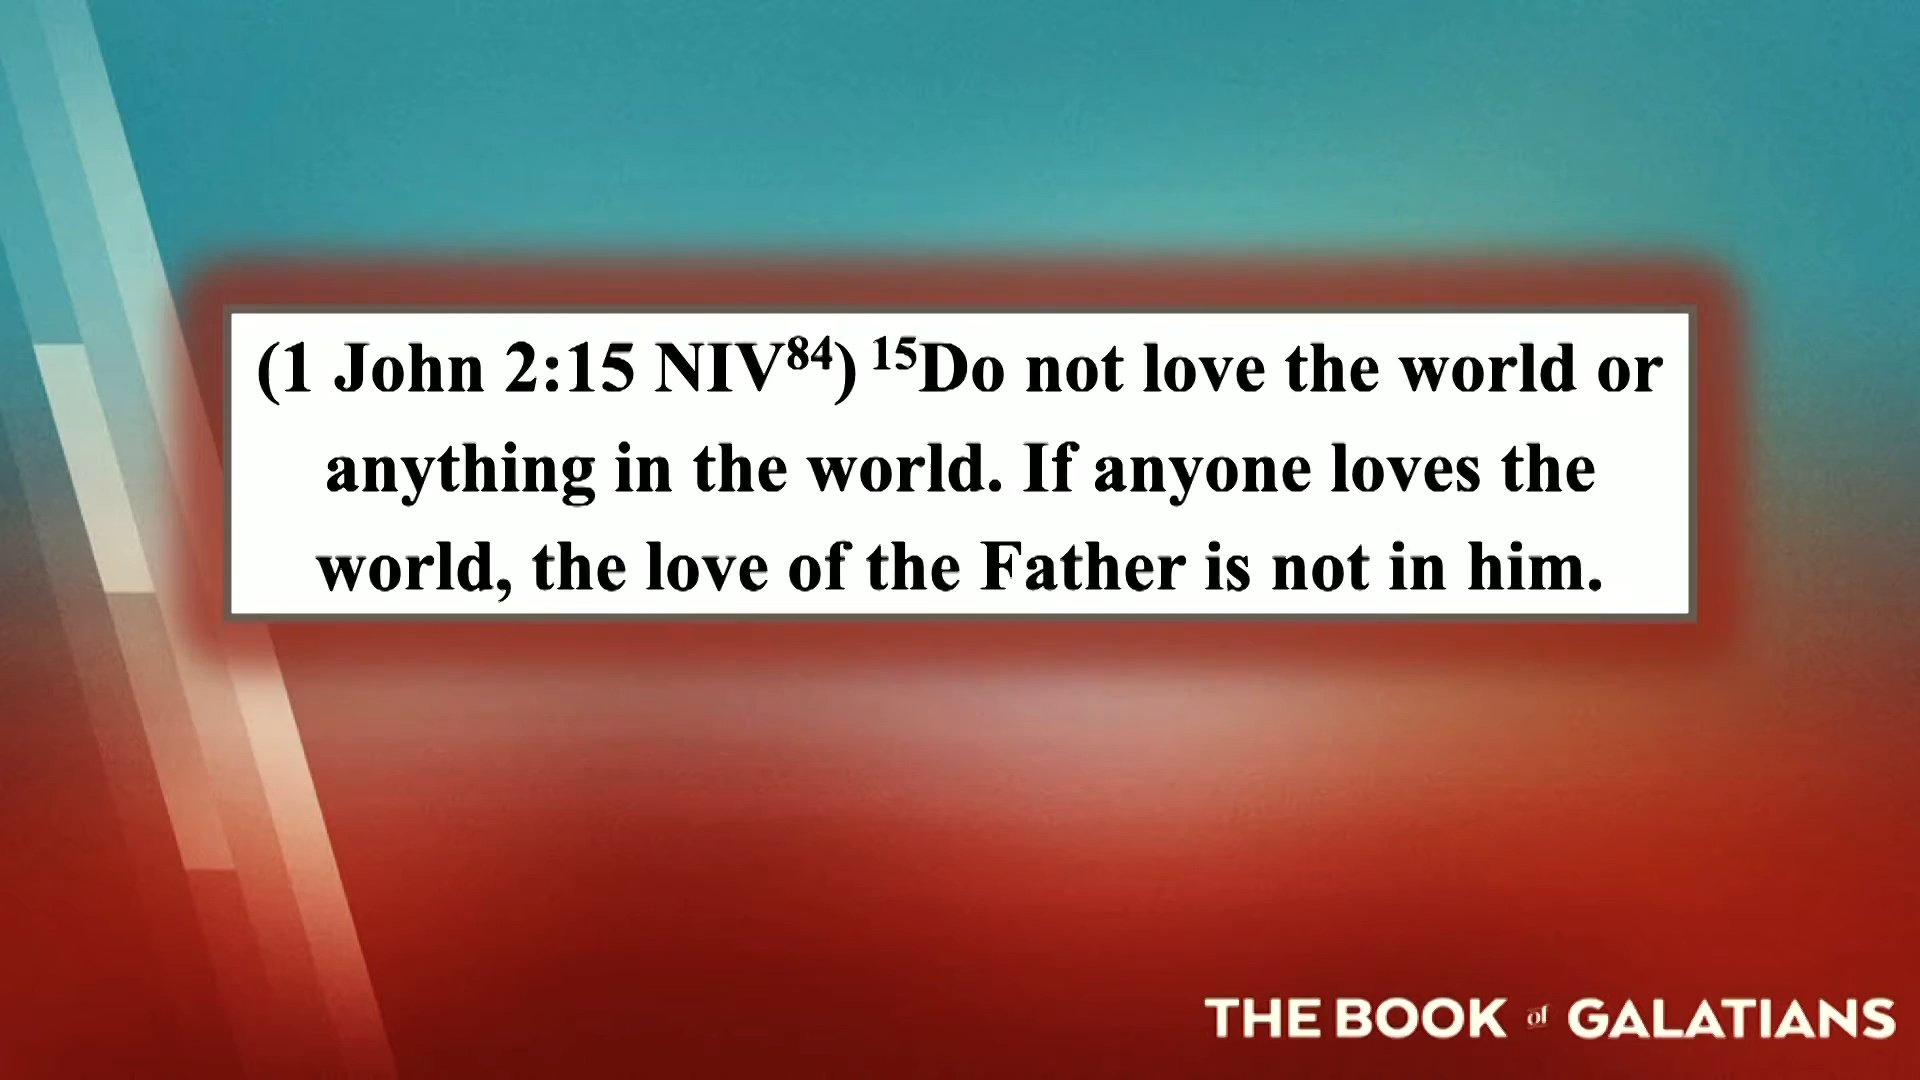 (1 John 2:15 NIV⁸⁴) ¹⁵Do not love the world or
anything in the world. If anyone loves the
world, the love of the Father is not in him.
THE BOOK of GALATIANS